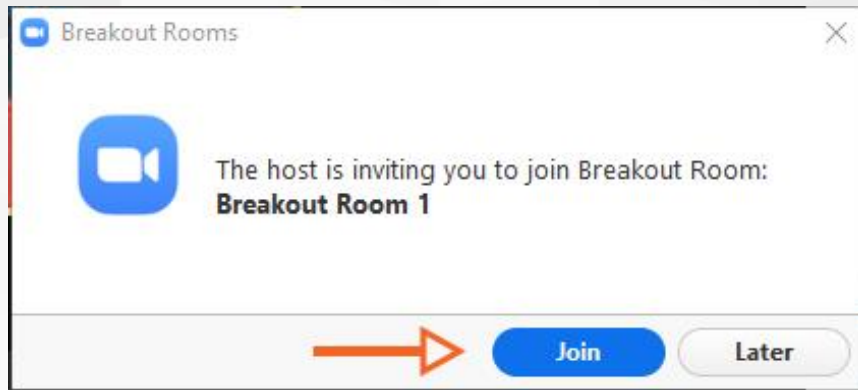 Breakout Rooms
The host is inviting you to join Breakout Room:
Breakout Room 1
Join Later